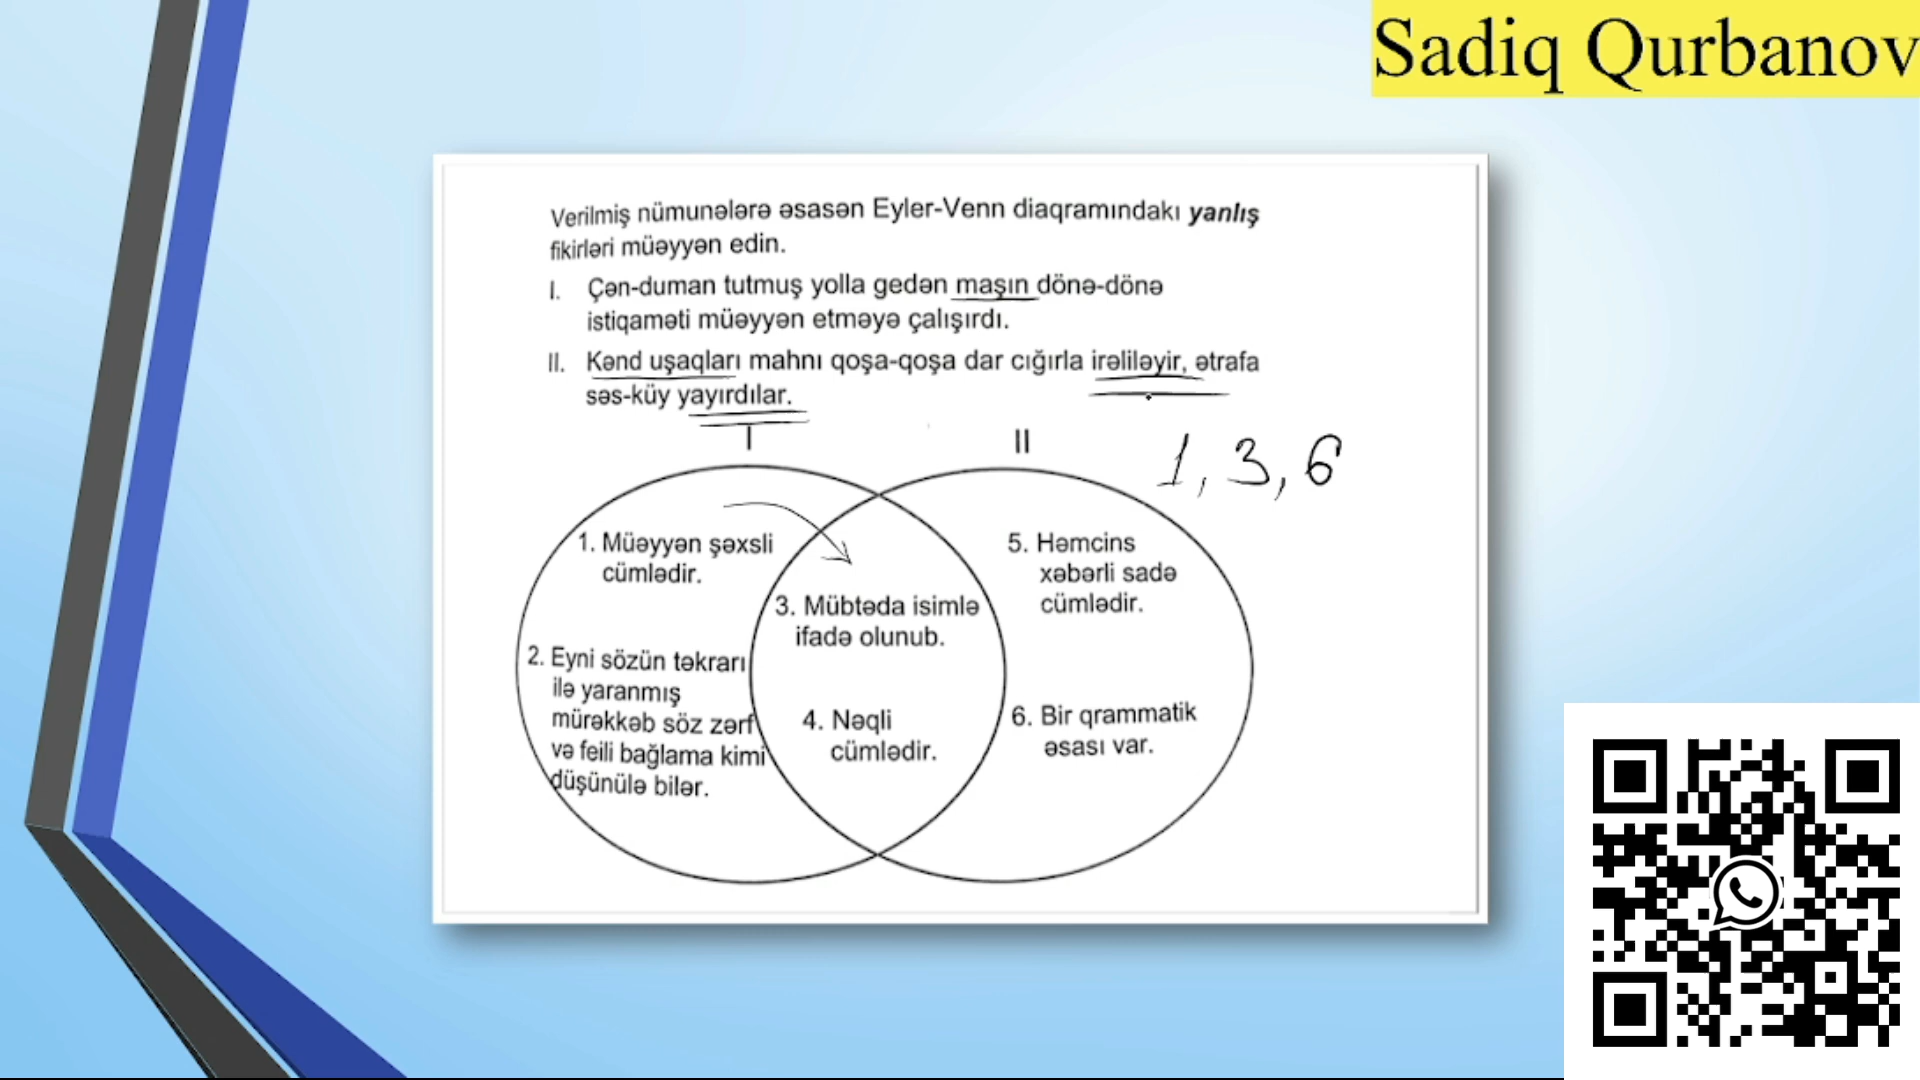 Sadiq Qurbanov
Verilmiş nümunələrə əsasən Eyler-Venn diaqramındakı yanlış
fikirləri müəyyən edin.
I. Çən-duman tutmuş yolla gedən maşın dönə-dönə
istiqaməti müəyyən etməyə çalışırdı.
II. Kənd uşaqları mahnı qoşa-qoşa dar cığırla irəliləyir, ətrafa
səs-küy yayırdılar.
I
II
1, 3, 6
1. Müəyyən şəxsli
cümlədir.
2. Eyni sözün təkrarı
ilə yaranmış
mürəkkəb söz zərf
və feili bağlama kimi
düşünülə bilər.
3. Mübtəda isimlə
ifadə olunub.
4. Nəqli
cümlədir.
5. Həmcins
xəbərli sadə
cümlədir.
6. Bir qrammatik
əsası var.